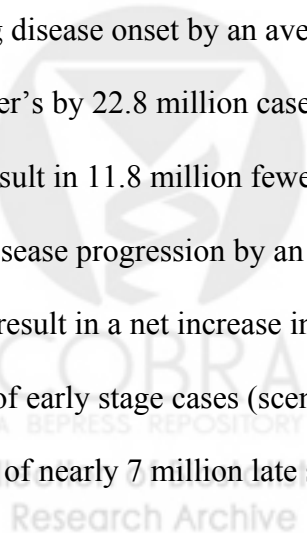 g disease onset by an ave
er’s by 22.8 million case
sult in 11.8 million fewe
sease progression by an
result in a net increase in
COBRA
of early stage cases (scen
A BEPRESS REPOSITORY
of nearly 7 million late s
Research Archive